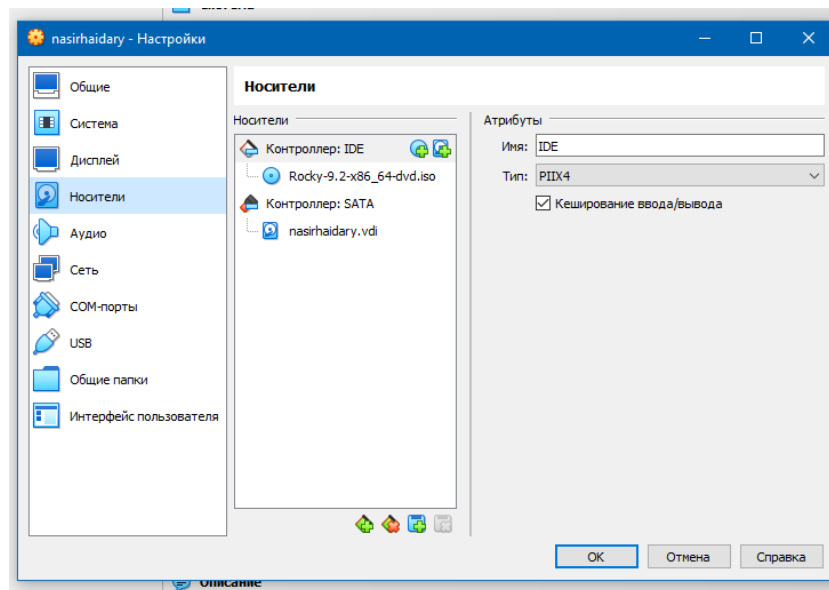 nasirhaidary - Настройки
Общие
Система
Дисплей
Носители
Аудио
Сеть
COM-порты
USB
Общие папки
Интерфейс пользователя
Носители
Носители
Контроллер: IDE
Rocky-9.2-x86_64-dvd.iso
Контроллер: SATA
nasirhaidary.vdi
Атрибуты
Имя: IDE
Тип: PIIX4
Кеширование ввода/вывода
OK Отмена Справка
Описание